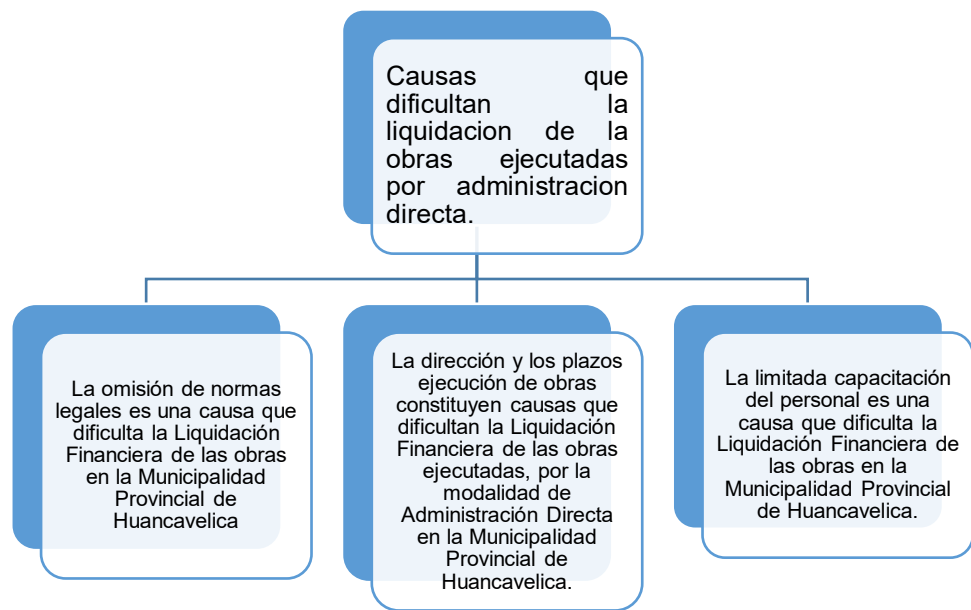 Causas que
dificultan la
liquidacion de la
obras ejecutadas
por administracion
directa.
La omisión de normas
legales es una causa que
dificulta la Liquidación
Financiera de las obras
en la Municipalidad
Provincial de
Huancavelica
La dirección y los plazos
ejecución de obras
constituyen causas que
dificultan la Liquidación
Financiera de las obras
ejecutadas, por la
modalidad de
Administración Directa
en la Municipalidad
Provincial de
Huancavelica.
La limitada capacitación
del personal es una
causa que dificulta la
Liquidación Financiera de
las obras en la
Municipalidad Provincial
de Huancavelica.